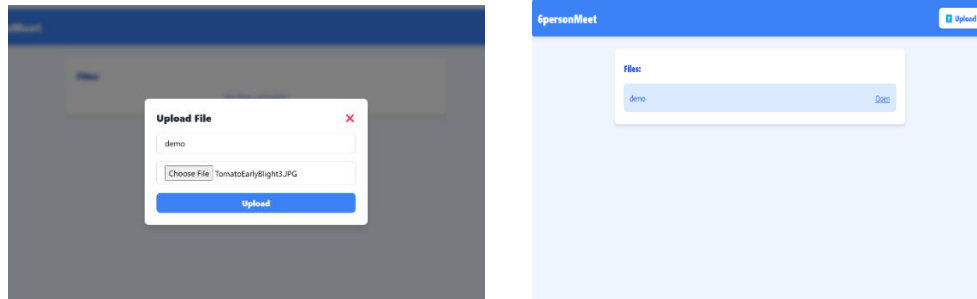 Upload File
demo
Choose File TomatoEarlyBlight3.JPG
Upload
6personMeet
Upload
Files:
demo
Open